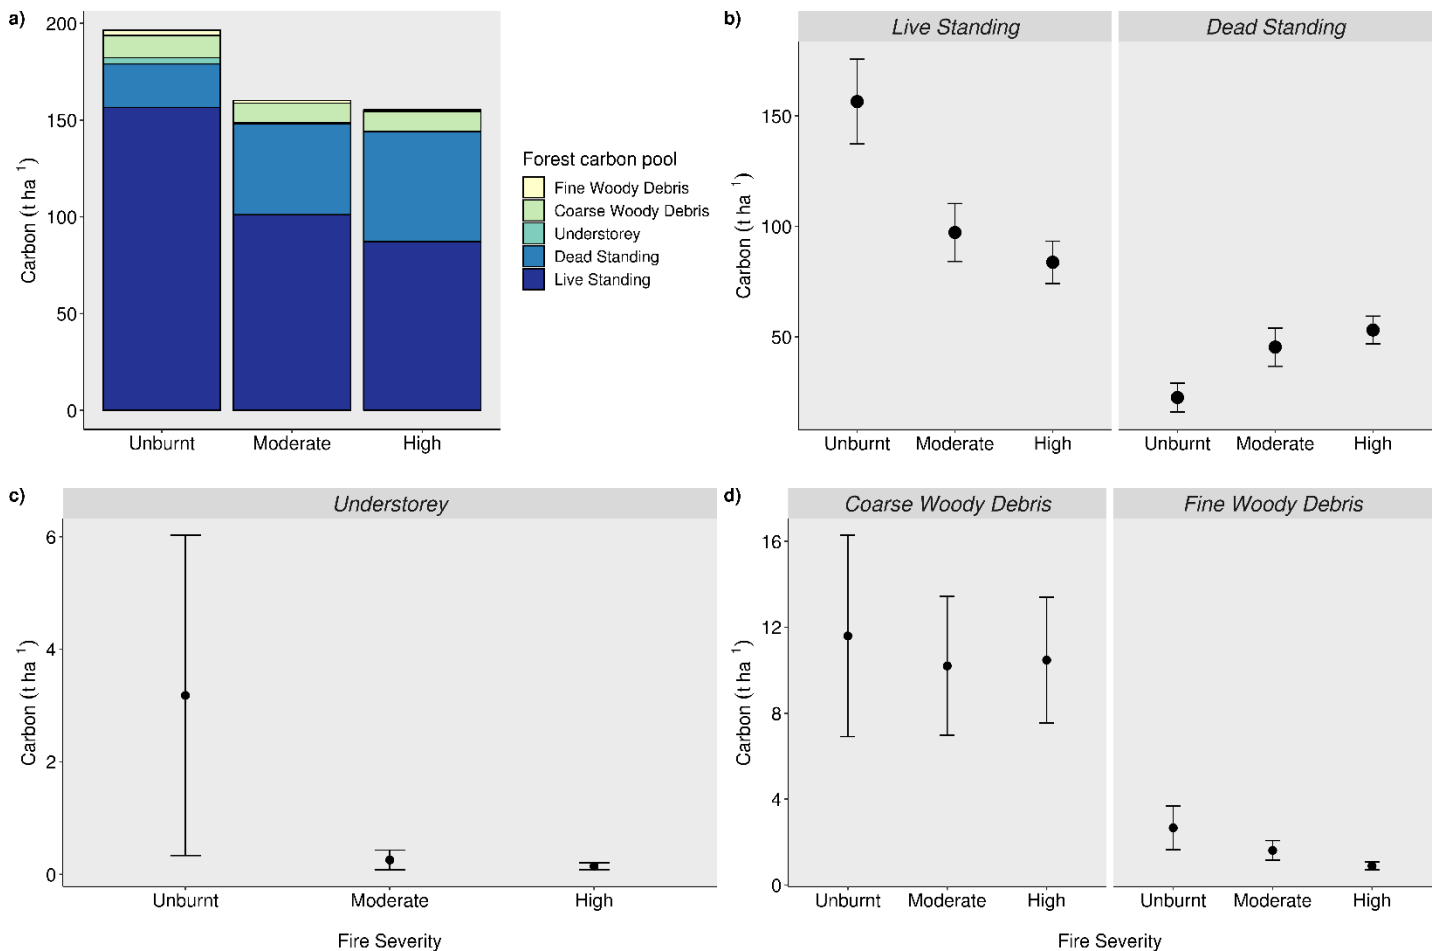 a)
200
150
100
50
0
Carbon (t ha 1)
Unburnt Moderate High
Forest carbon pool
Fine Woody Debris
Coarse Woody Debris
Understorey
Dead Standing
Live Standing
b)
Live Standing Dead Standing
150
100
50
Carbon (t ha 1)
Unburnt Moderate High Unburnt Moderate High
c)
Understorey
6
4
2
0
Carbon (t ha 1)
Unburnt Moderate High
Fire Severity
d)
Coarse Woody Debris Fine Woody Debris
16
12
8
4
0
Carbon (t ha 1)
Unburnt Moderate High Unburnt Moderate High
Fire Severity